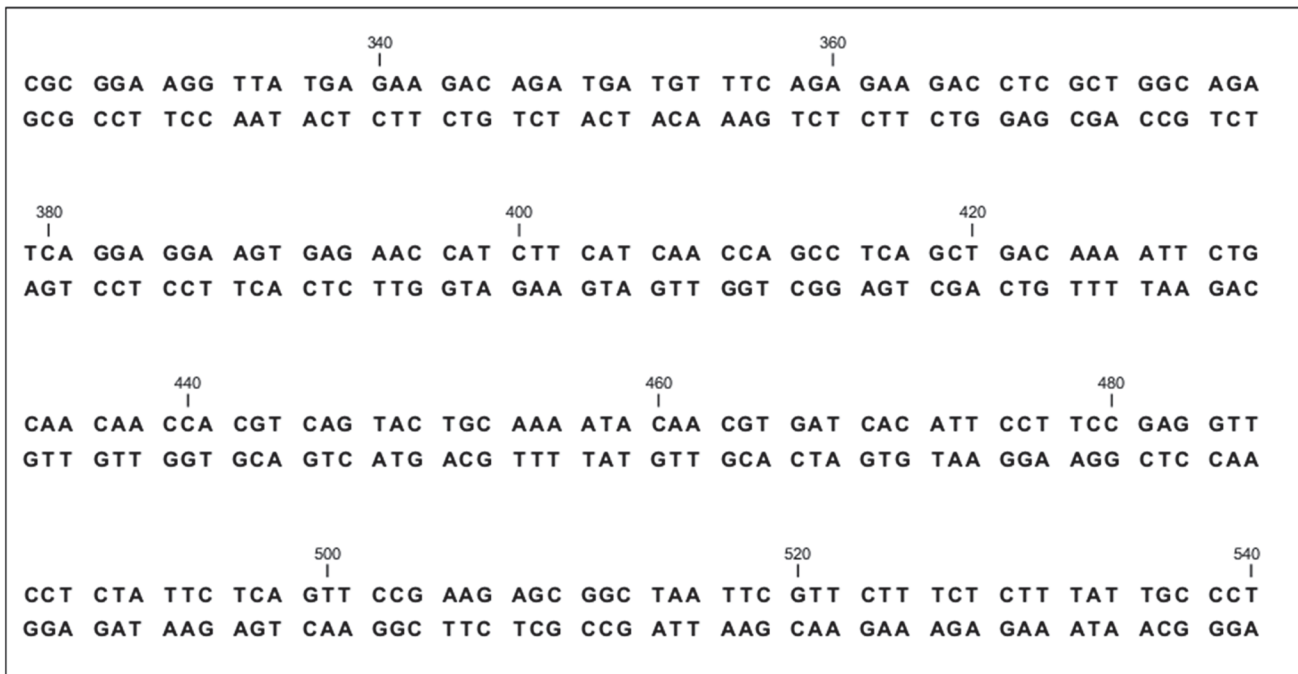 340 360
CGC GGA AGG TTA TGA GAA GAC AGA TGA TGT TTC AGA GAA GAC CTC GCT GGC AGA
GCG CCT TCC AAT ACT CTT CTG TCT ACT ACA AAG TCT CTT CTG GAG CGA CCG TCT
380 400 420
TCA GGA GGA AGT GAG AAC CAT CTT CAT CAA CCA GCC TCA GCT GAC AAA ATT CTG
AGT CCT CCT TCA CTC TTG GTA GAA GTA GTT GGT CGG AGT CGA CTG TTT TAA GAC
440 460 480
CAA CAA CCA CGT CAG TAC TGC AAA ATA CAA CGT GAT CAC ATT CCT TCC GAG GTT
GTT GTT GGT GCA GTC ATG ACG TTT TAT GTT GCA CTA GTG TAA GGA AGG CTC CAA
500 520 540
CCT CTA TTC TCA GTT CCG AAG AGC GGC TAA TTC GTT CTT TCT CTT TAT TGC CCT
GGA GAT AAG AGT CAA GGC TTC TCG CCG ATT AAG CAA GAA AGA GAA ATA ACG GGA